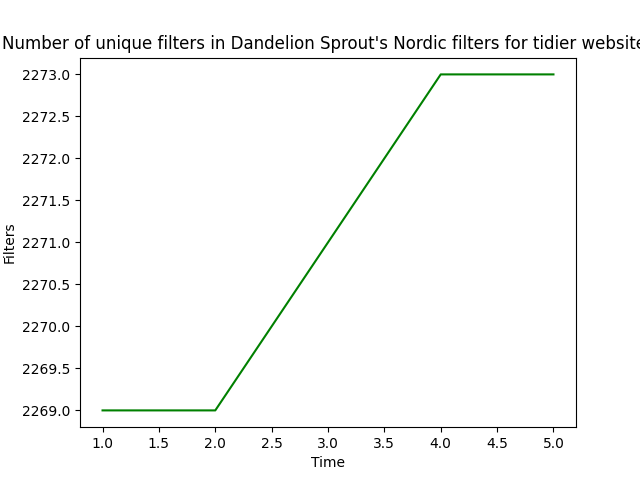 Number of unique filters in Dandelion Sprout's Nordic filters for tidier website
2273.0
2272.5
2272.0
2271.5
2271.0
2270.5
2270.0
2269.5
2269.0
Filters
1.0 1.5 2.0 2.5 3.0 3.5 4.0 4.5 5.0
Time